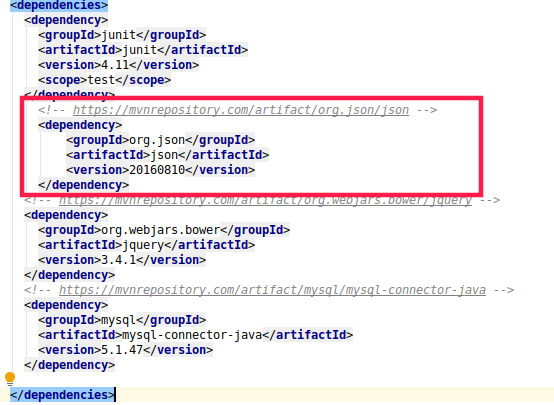 <dependencies>
<dependency>
<groupId>junit</groupId>
<artifactId>junit</artifactId>
<version>4.11</version>
<scope>test</scope>
</dependency>
<!-- https://mvnrepository.com/artifact/org.json/json -->
<dependency>
<groupId>org.json</groupId>
<artifactId>json</artifactId>
<version>20160810</version>
</dependency>
<!-- https://mvnrepository.com/artifact/org.webjars.bower/jquery -->
<dependency>
<groupId>org.webjars.bower</groupId>
<artifactId>jquery</artifactId>
<version>3.4.1</version>
</dependency>
<!-- https://mvnrepository.com/artifact/mysql/mysql-connector-java -->
<dependency>
<groupId>mysql</groupId>
<artifactId>mysql-connector-java</artifactId>
<version>5.1.47</version>
</dependency>
</dependencies>